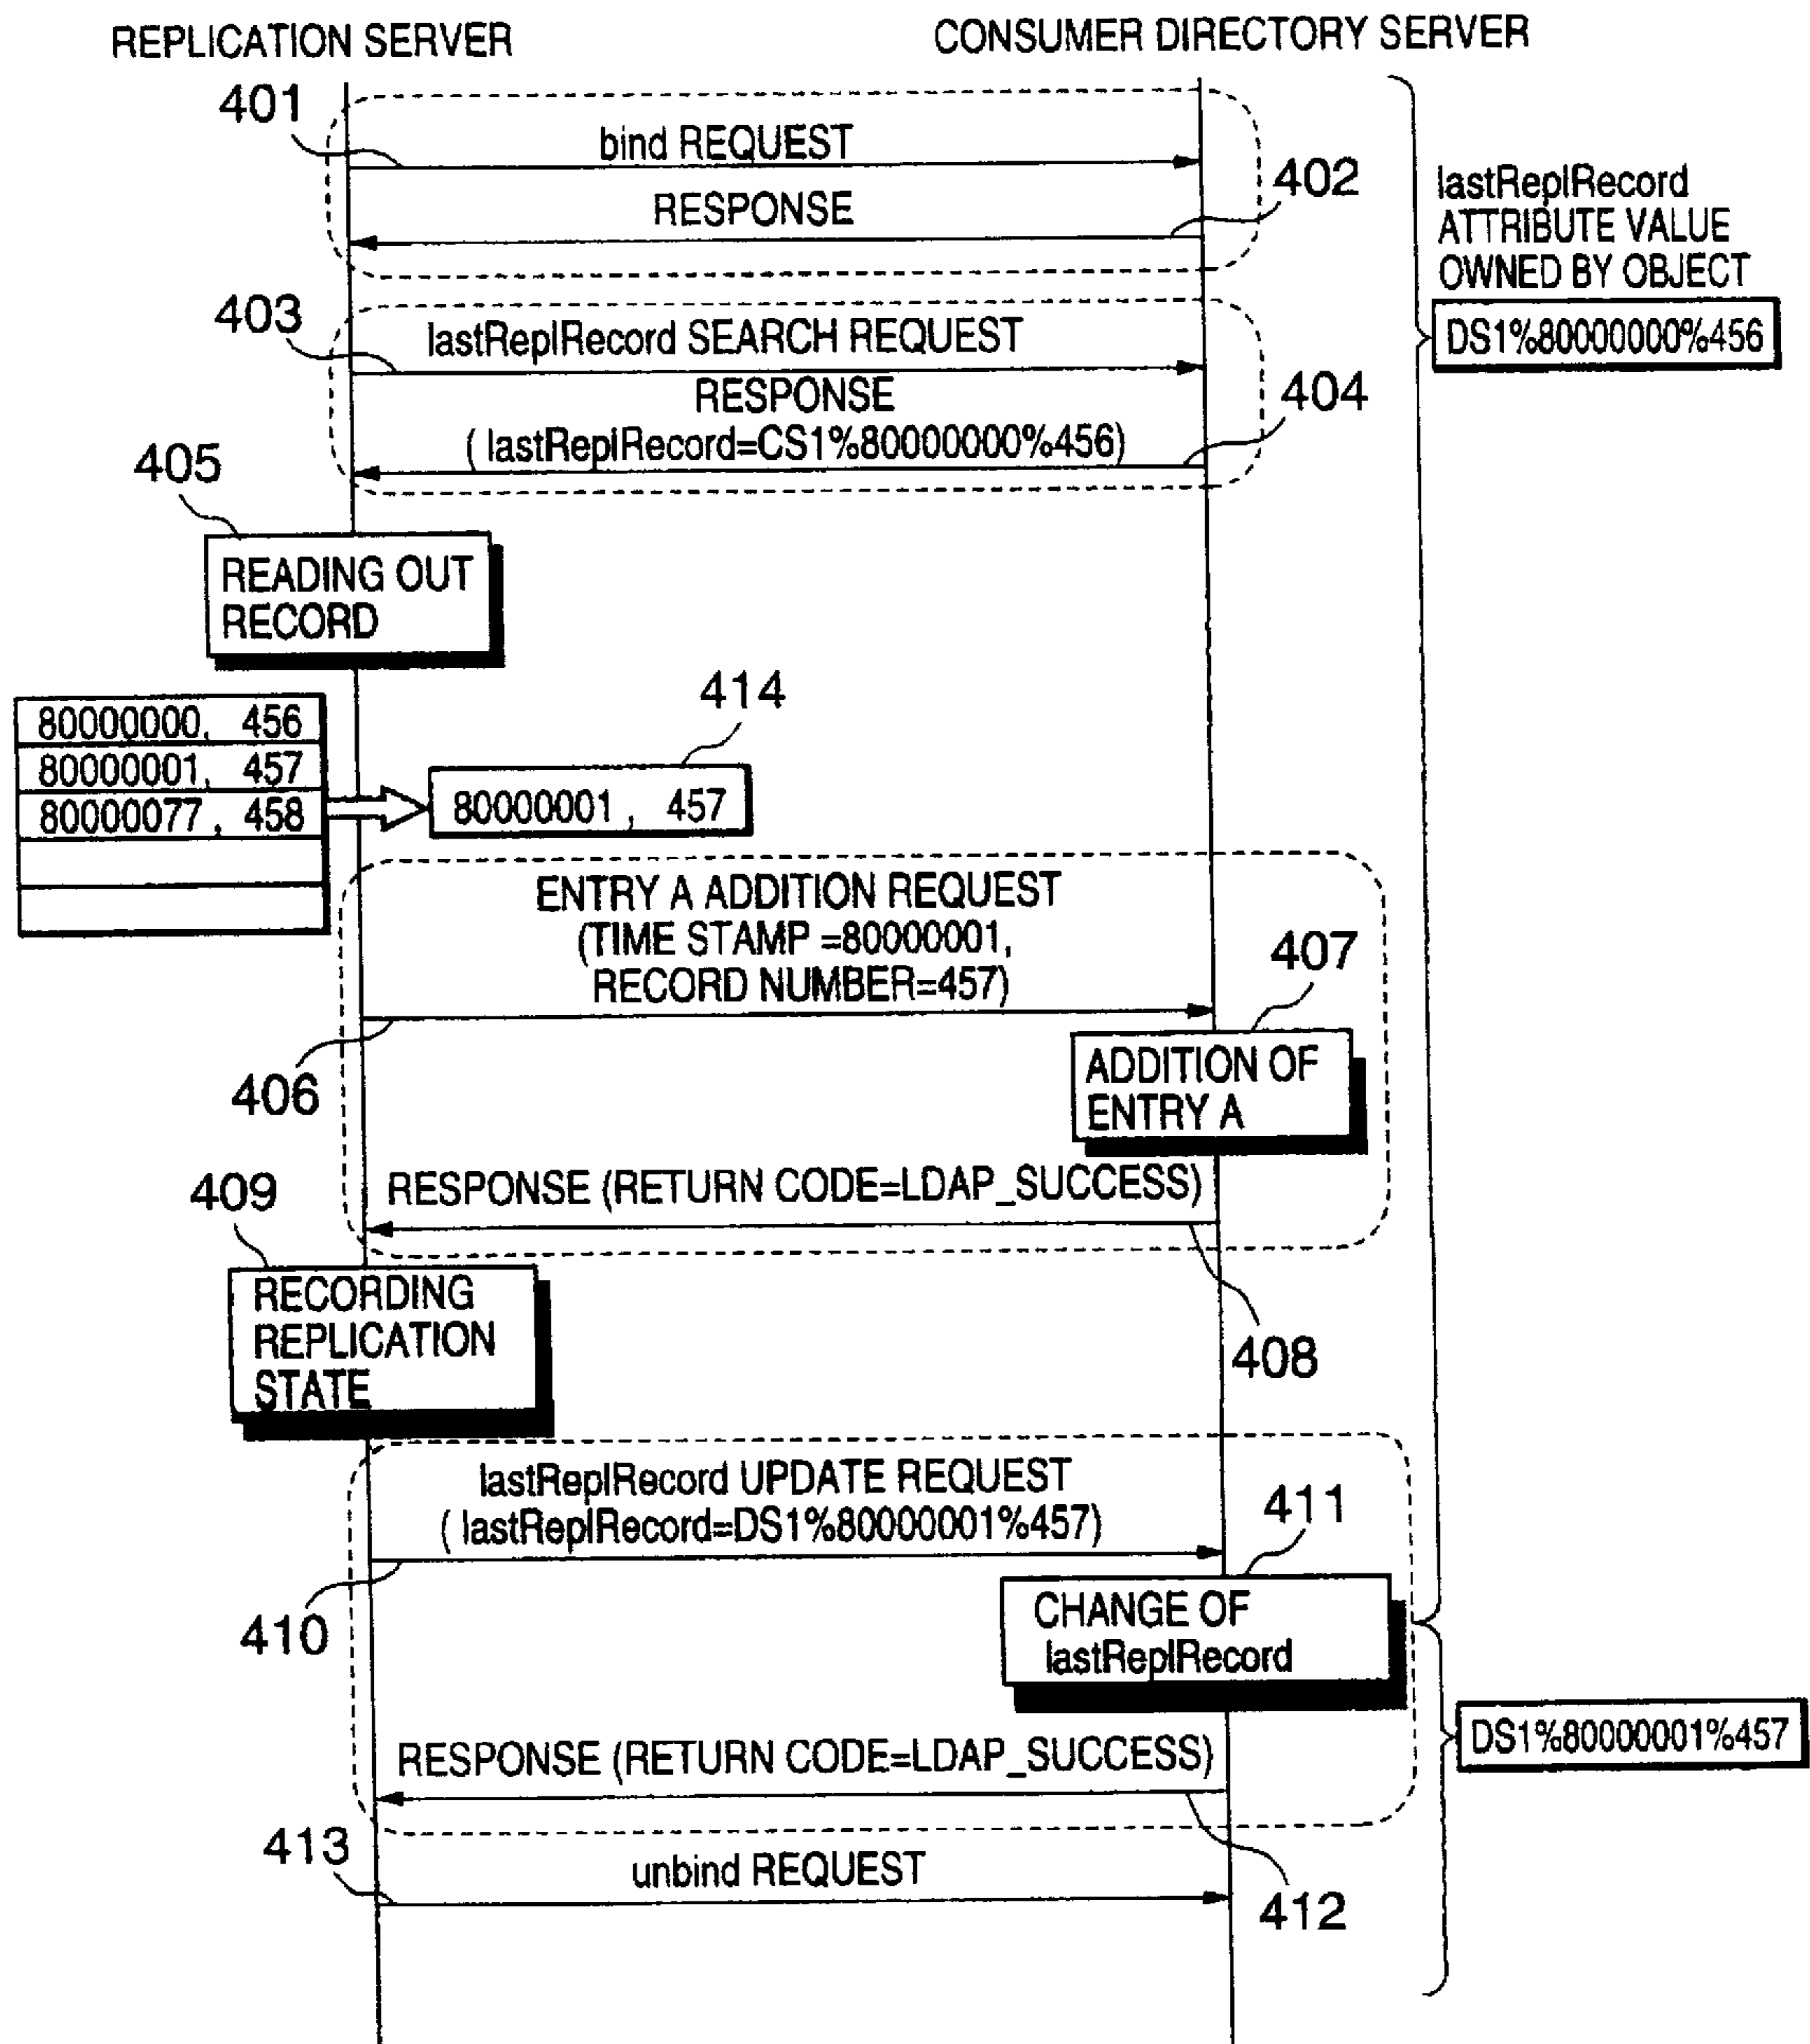 REPLICATION SERVER
CONSUMER DIRECTORY SERVER
401
bind REQUEST
402
RESPONSE
lastReplRecord
ATTRIBUTE VALUE
OWNED BY OBJECT
DS1%80000000%456
403
lastReplRecord SEARCH REQUEST
404
RESPONSE
( lastReplRecord=CS1%80000000%456)
405
READING OUT
RECORD
414
80000000, 456
80000001, 457
80000077, 458
80000001, 457
ENTRY A ADDITION REQUEST
(TIME STAMP =80000001,
RECORD NUMBER=457)
407
406
ADDITION OF
ENTRY A
RESPONSE (RETURN CODE=LDAP_SUCCESS)
409
RECORDING
REPLICATION
STATE
408
lastReplRecord UPDATE REQUEST
( lastReplRecord=DS1%80000001%457)
411
410
CHANGE OF
lastReplRecord
DS1%80000001%457
RESPONSE (RETURN CODE=LDAP_SUCCESS)
413
unbind REQUEST
412